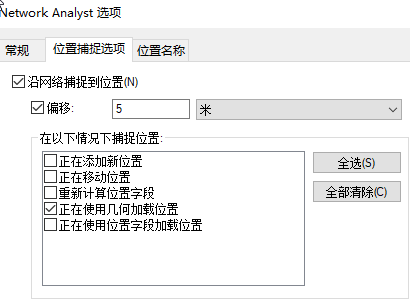 Network Analyst 选项
常规 位置捕捉选项 位置名称
沿网络捕捉到位置(N)
偏移: 5 米
在以下情况下捕捉位置:
正在添加新位置
正在移动位置
重新计算位置字段
正在使用几何加载位置
正在使用位置字段加载位置
全选(S)
全部清除(C)